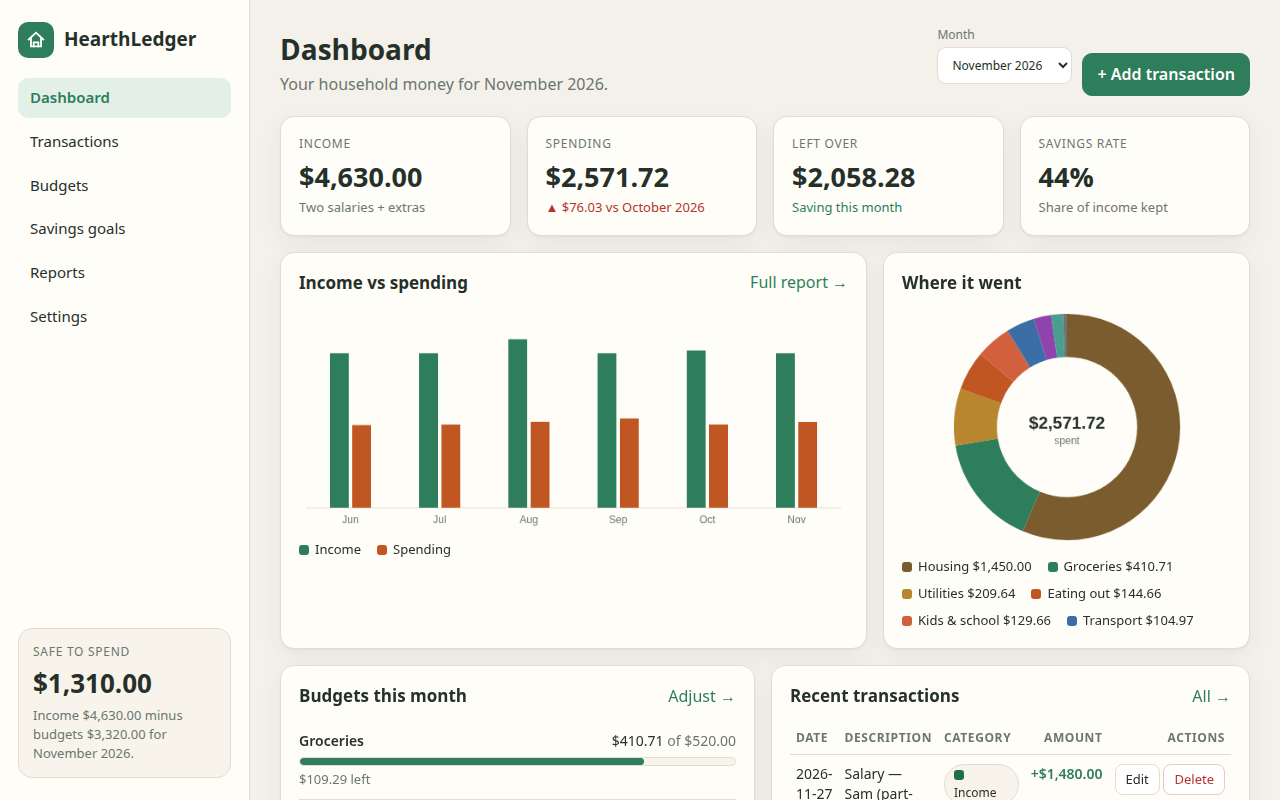 HearthLedger
Dashboard
Transactions
Budgets
Savings goals
Reports
Settings
SAFE TO SPEND
$1,310.00
Income $4,630.00 minus
budgets $3,320.00 for
November 2026.
Dashboard
Your household money for November 2026.
Month
November 2026
+ Add transaction
INCOME
$4,630.00
Two salaries + extras
SPENDING
$2,571.72
▲ $76.03 vs October 2026
LEFT OVER
$2,058.28
Saving this month
SAVINGS RATE
44%
Share of income kept
Income vs spending
Full report →
Jun Jul Aug Sep Oct Nov
Income Spending
Where it went
$2,571.72
spent
Housing $1,450.00 Groceries $410.71
Utilities $209.64 Eating out $144.66
Kids & school $129.66 Transport $104.97
Budgets this month
Adjust →
Groceries $410.71 of $520.00
$109.29 left
Recent transactions
All →
DATE DESCRIPTION CATEGORY AMOUNT ACTIONS
2026- Salary — +$1,480.00 Edit Delete
11-27 Sam (part- Income